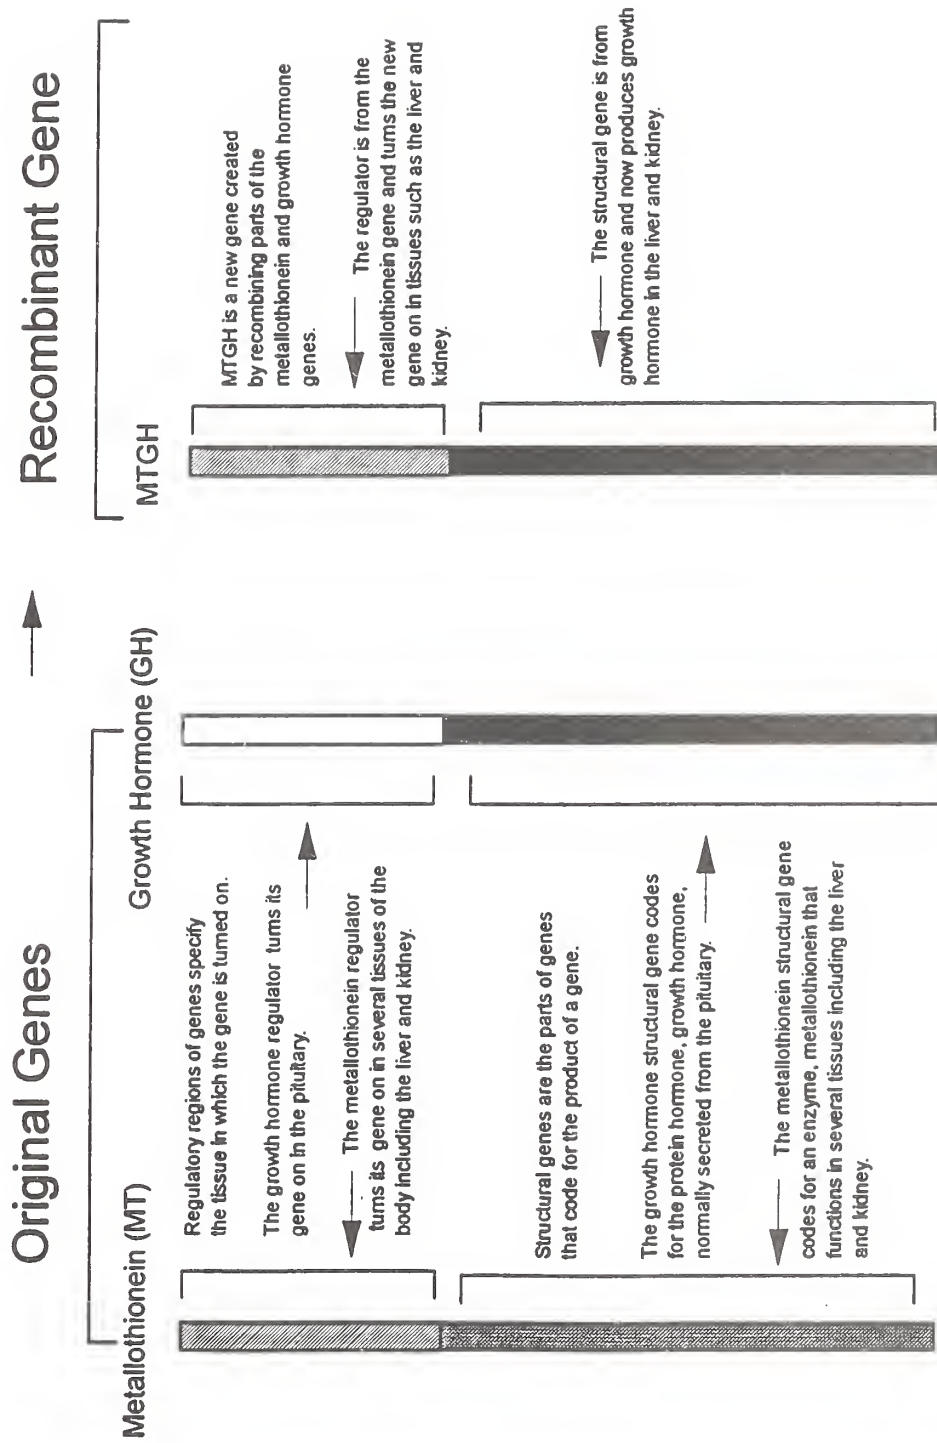 Original Genes
Recombinant Gene
Metallothionein (MT)
Growth Hormone (GH)
MTGH
Regulatory regions of genes specify
the tissue in which the gene is turned on.
The growth hormone regulator turns its
gene on in the pituitary.
The metallothionein regulator
turns its gene on in several tissues of the
body including the liver and kidney.
Structural genes are the parts of genes
that code for the product of a gene.
The growth hormone structural gene codes
for the protein hormone, growth hormone,
normally secreted from the pituitary.
The metallothionein structural gene
codes for an enzyme, metallothionein that
functions in several tissues including the liver
and kidney.
MTGH is a new gene created
by recombining parts of the
metallothionein and growth hormone
genes.
The regulator is from the
metallothionein gene and turns the new
gene on in tissues such as the liver and
kidney.
The structural gene is from
growth hormone and now produces growth
hormone in the liver and kidney.